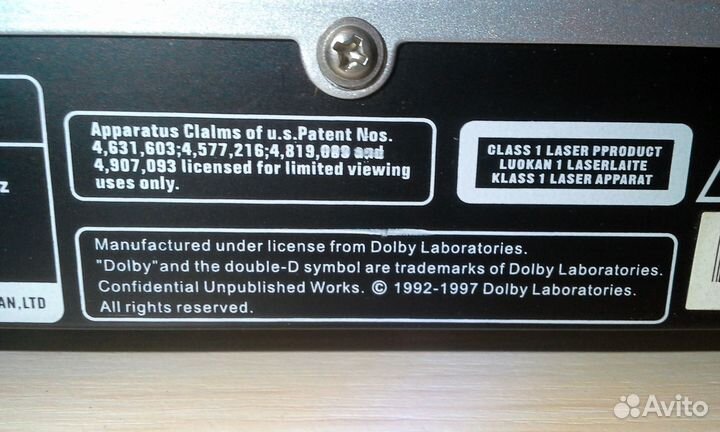 Apparatus Claims of u.s.Patent Nos.
4,631,603;4,577,216;4,819,089 and
4,907,093 licensed for limited viewing
uses only.
CLASS 1 LASER PPRODUCT
LUOKAN 1 LASERLAITE
KLASS 1 LASER APPARAT
z
AN,LTD
Manufactured under license from Dolby Laboratories.
"Dolby"and the double-D symbol are trademarks of Dolby Laboratories.
Confidential Unpublished Works. © 1992-1997 Dolby Laboratories.
All rights reserved.
Avito